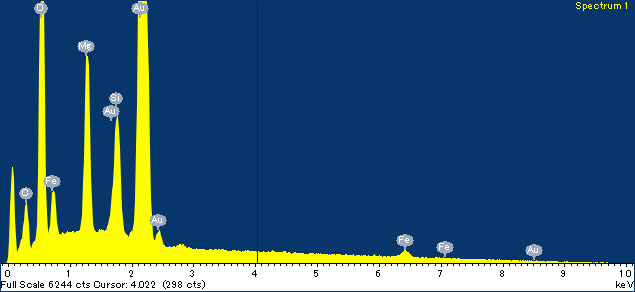 Spectrum 1
O Au
Mg
Si
Au
Fe
Au
Fe
Fe
Au
0 1 2 3 4 5 6 7 8 9 10
Full Scale 6244 cts Cursor: 4.022 (298 cts) keV